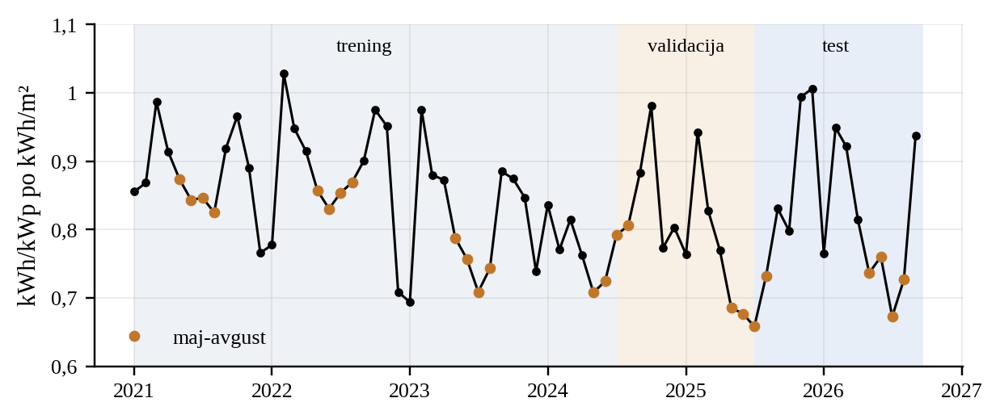 trening
validacija
test
kWh/kWp po kWh/m²
1,1
1
0,9
0,8
0,7
0,6
maj-avgust
2021
2022
2023
2024
2025
2026
2027